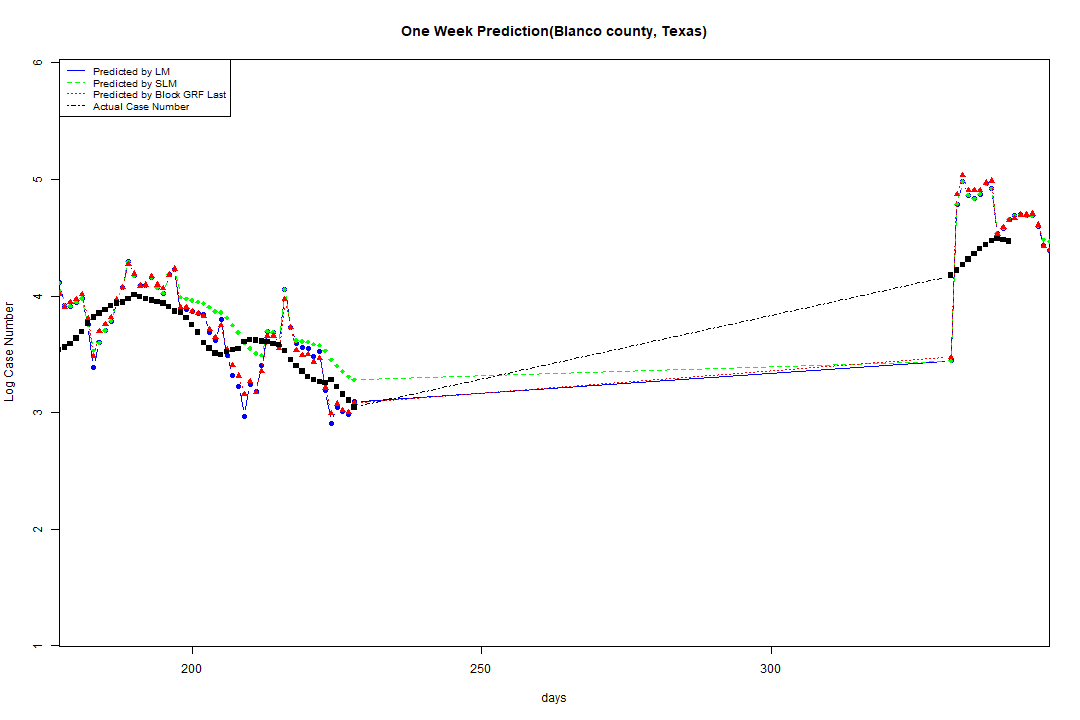 One Week Prediction(Blanco county, Texas)
Predicted by LM
Predicted by SLM
Predicted by Block GRF Last
Actual Case Number
6
5
4
3
2
1
Log Case Number
200
250
300
days